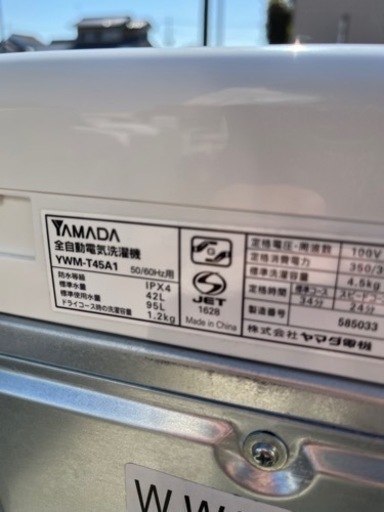 YAMADA
全自動電気洗濯機
YWM-T45A1 50/60Hz用
防水等級 IPX4
標準水量 42L
標準使用水量 95L
ドライコース時の洗濯容量 1.2kg
G
JET
1628
Made in China
定格電圧・周波数 100V
定格消費電力 350/3
標準洗濯容量 4.5kg
定格時間 標準コース スピードコー
34分 24分
製造番号 585033
株式会社ヤマダ電機
WW